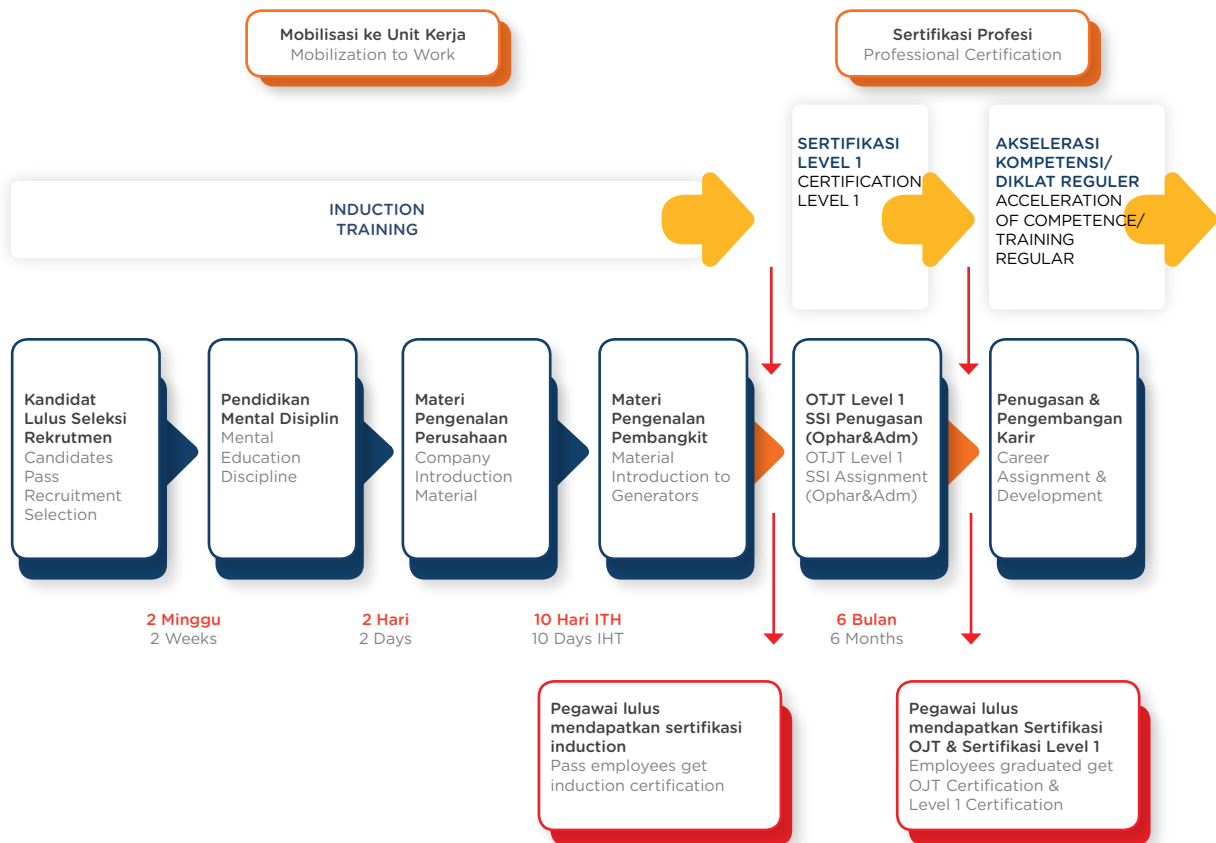 Mobilisasi ke Unit Kerja
Mobilization to Work
Sertifikasi Profesi
Professional Certification
INDUCTION
TRAINING
SERTIFIKASI
LEVEL 1
CERTIFICATION
LEVEL 1
AKSELERASI
KOMPETENSI/
DIKLAT REGULER
ACCELERATION
OF COMPETENCE/
TRAINING
REGULAR
Kandidat
Lulus Seleksi
Rekrutmen
Candidates
Pass
Recruitment
Selection
Pendidikan
Mental Disiplin
Mental
Education
Discipline
Materi
Pengenalan
Perusahaan
Company
Introduction
Material
Materi
Pengenalan
Pembangkit
Material
Introduction to
Generators
OTJT Level 1
SSI Penugasan
(Ophar&Adm)
OTJT Level 1
SSI Assignment
(Ophar&Adm)
Penugasan &
Pengembangan
Karir
Career
Assignment &
Development
2 Minggu
2 Weeks
2 Hari
2 Days
10 Hari ITH
10 Days IHT
6 Bulan
6 Months
Pegawai lulus
mendapatkan sertifikasi
induction
Pass employees get
induction certification
Pegawai lulus
mendapatkan Sertifikasi
OJT & Sertifikasi Level 1
Employees graduated get
OJT Certification &
Level 1 Certification